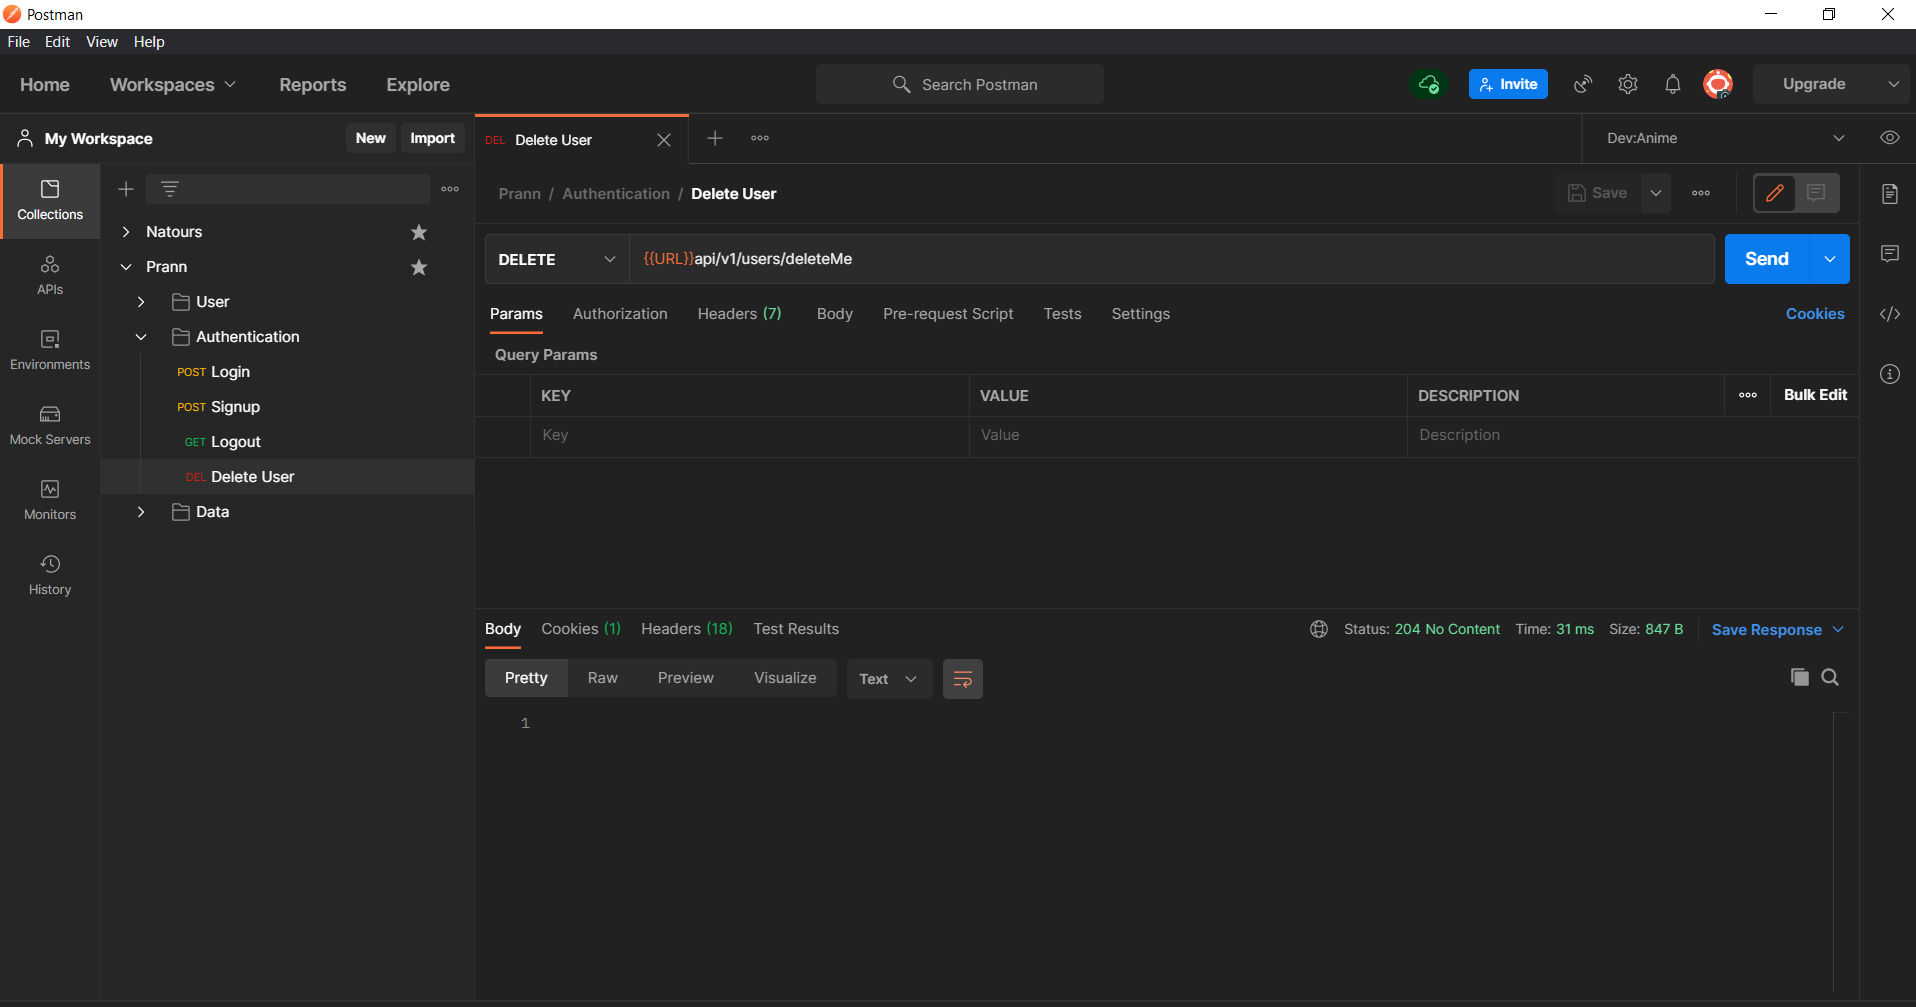 Postman
File Edit View Help
Home Workspaces Reports Explore Search Postman Invite Upgrade
My Workspace New Import DEL Delete User Dev:Anime
Prann / Authentication / Delete User Save
Collections
APIs
Environments
Mock Servers
Monitors
History
Natours
Prann
User
Authentication
POST Login
POST Signup
GET Logout
DEL Delete User
Data
DELETE {{URL}}api/v1/users/deleteMe Send
Params Authorization Headers (7) Body Pre-request Script Tests Settings Cookies
Query Params
KEY VALUE DESCRIPTION Bulk Edit
Key Value Description
Body Cookies (1) Headers (18) Test Results Status: 204 No Content Time: 31 ms Size: 847 B Save Response
Pretty Raw Preview Visualize Text
1